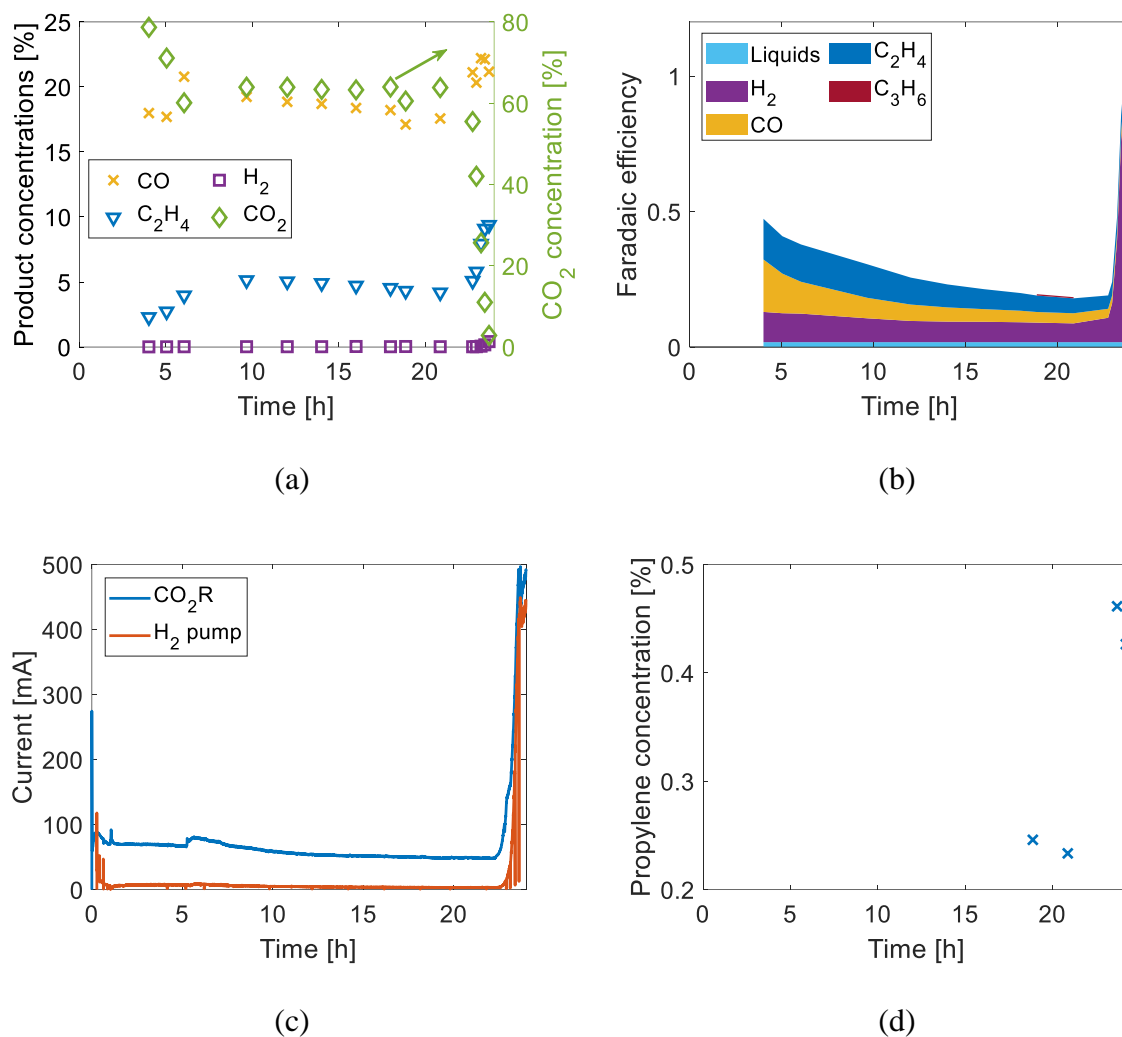 25
20
15
10
5
0
Product concentrations [%]
80
60
40
20
0
CO2 concentration [%]
CO
H2
C2H4
CO2
0 5 10 15 20
Time [h]
(a)
1
0.5
0
Faradaic efficiency
Liquids
C2H4
H2
C3H6
CO
0 5 10 15 20
Time [h]
(b)
500
400
300
200
100
0
Current [mA]
CO2R
H2 pump
0 5 10 15 20
Time [h]
(c)
0.5
0.4
0.3
0.2
Propylene concentration [%]
0 5 10 15 20
Time [h]
(d)